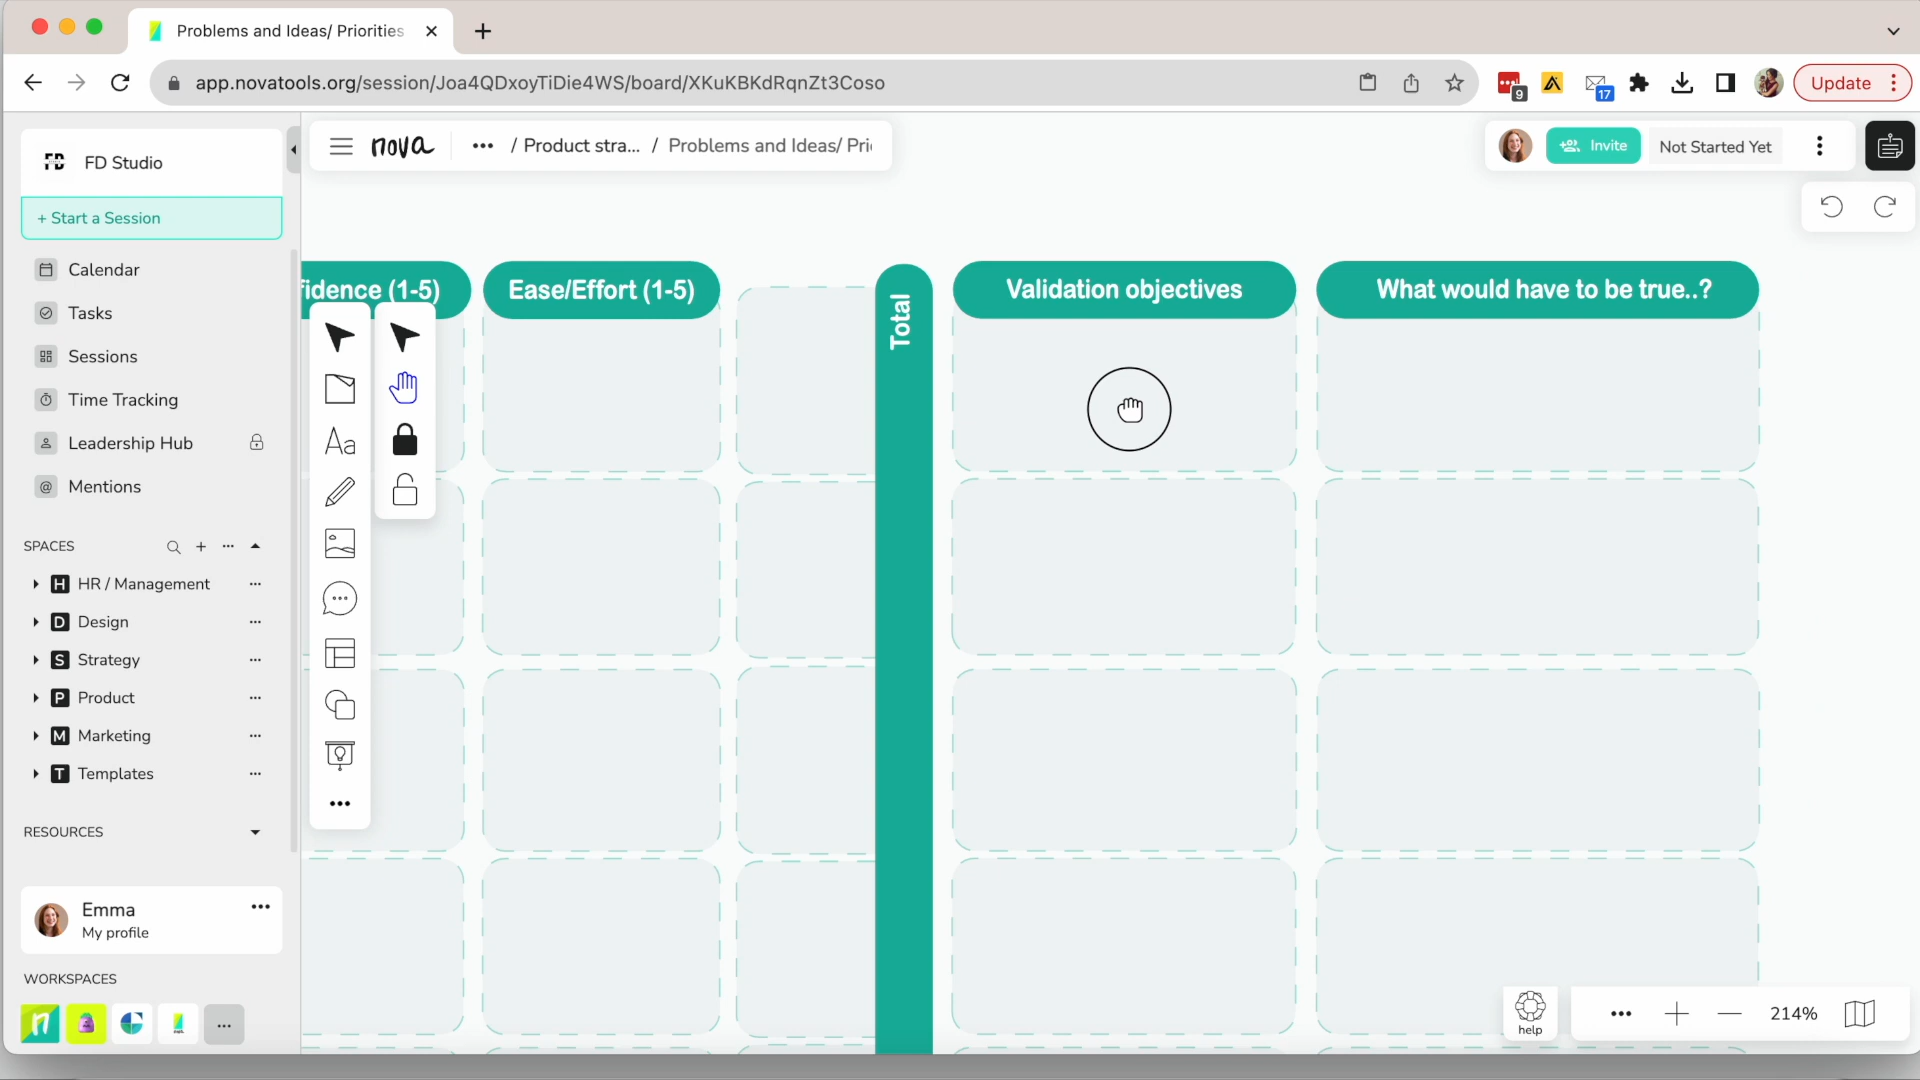 Problems and Ideas/ Priorities
app.novatools.org/session/Joa4QDxoyTiDie4WS/board/XKuKBKdRqnZt3Coso
9
17
Update
FD
FD Studio
nova
/ Product stra... / Problems and Ideas/ Pri
Invite
Not Started Yet
+ Start a Session
Calendar
Tasks
Sessions
Time Tracking
Leadership Hub
@ Mentions
SPACES
H HR / Management
D Design
S Strategy
P Product
M Marketing
T Templates
RESOURCES
Emma
My profile
WORKSPACES
n
fidence (1-5)
Ease/Effort (1-5)
Total
Validation objectives
What would have to be true..?
Aa
help
214%